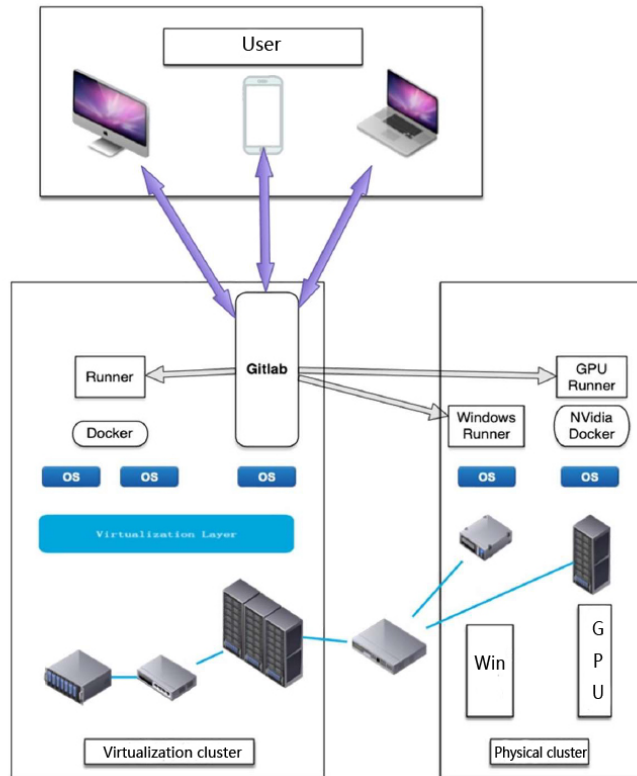 User
Gitlab
Runner
GPU
Runner
Docker
Windows
Runner
NVidia
Docker
OS
OS
OS
OS
OS
Virtualization Layer
Win
G
P
U
Virtualization cluster
Physical cluster